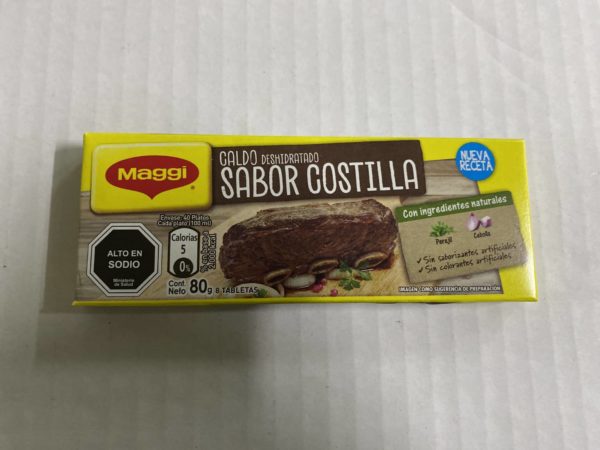 Maggi
CALDO DESHIDRATADO
SABOR COSTILLA
NUEVA
RECETA
Con ingredientes naturales
Perejil
Cebolla
✓ Sin saborizantes artificiales
✓ Sin colorantes artificiales
Envase: 40 Platos
Cada plato (100 ml)
Calorías
5
0%
ALTO EN
SODIO
Ministerio
de Salud
Cont.
Neto 80g 8 TABLETAS
IMAGEN COMO SUGERENCIA DE PREPARACIÓN